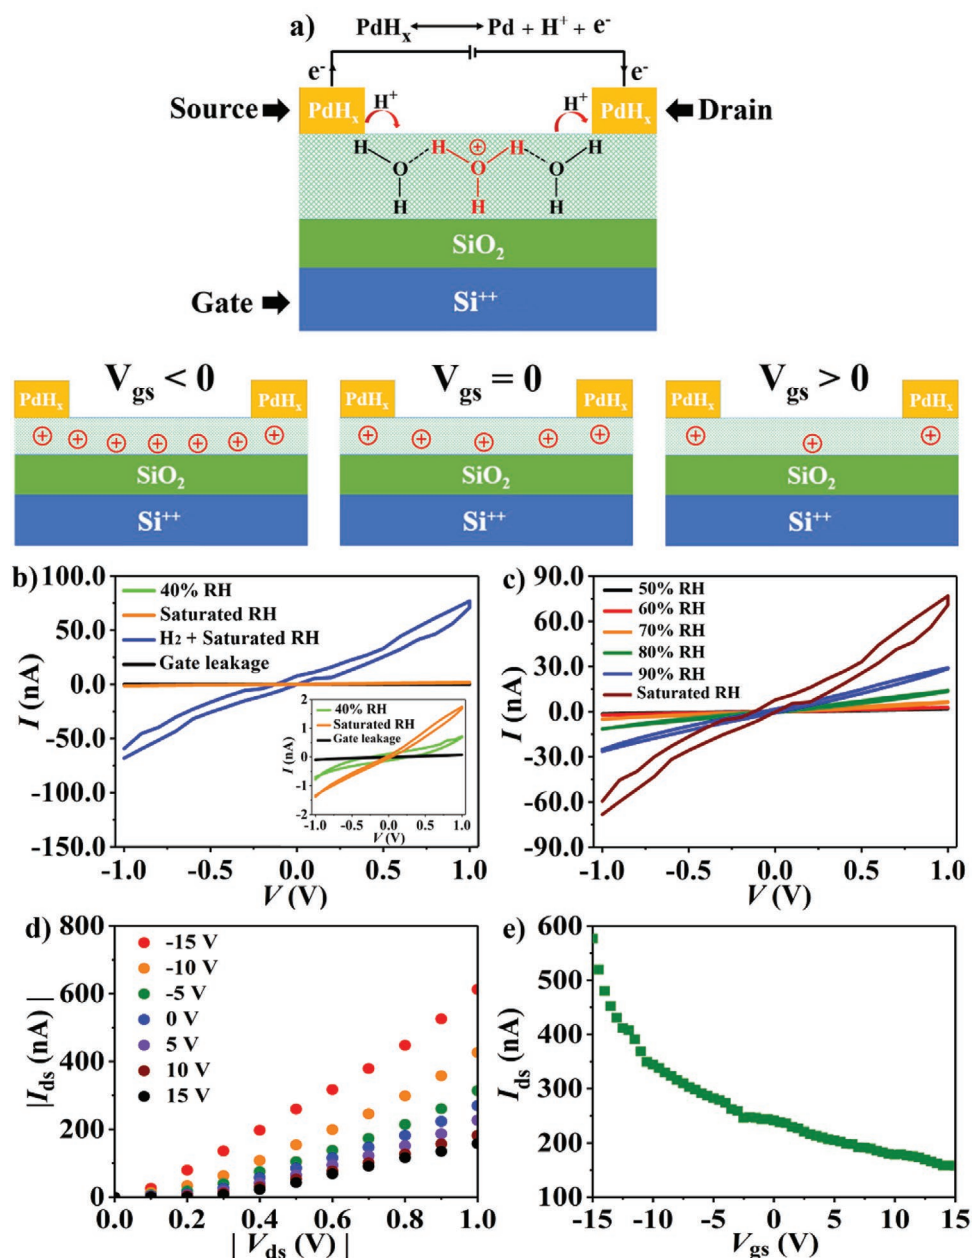 a)
PdHx ⟷ Pd + H+ + e-
e-
e-
Source
PdHx
H+
H+
PdHx
Drain
H H ⊕ H H
O O O
H H H
SiO2
Gate
Si++
Vgs < 0
Vgs = 0
Vgs > 0
PdHx
PdHx
PdHx
PdHx
PdHx
PdHx
+ + + + + + +
+ + + + +
+ + +
SiO2
SiO2
SiO2
Si++
Si++
Si++
b)
100.0
50.0
0.0
-50.0
-100.0
-150.0
I (nA)
40% RH
Saturated RH
H2 + Saturated RH
Gate leakage
2
1
0
-1
-2
I (nA)
40% RH
Saturated RH
Gate leakage
-1.0 -0.5 0.0 0.5 1.0
V (V)
-1.0 -0.5 0.0 0.5 1.0
V (V)
c)
90.0
60.0
30.0
0.0
-30.0
-60.0
-90.0
I (nA)
50% RH
60% RH
70% RH
80% RH
90% RH
Saturated RH
-1.0 -0.5 0.0 0.5 1.0
V (V)
d)
800
600
400
200
0
|Ids (nA) |
-15 V
-10 V
-5 V
0 V
5 V
10 V
15 V
0.0 0.2 0.4 0.6 0.8 1.0
| Vds (V) |
e)
600
500
400
300
200
100
Ids (nA)
-15 -10 -5 0 5 10 15
Vgs (V)